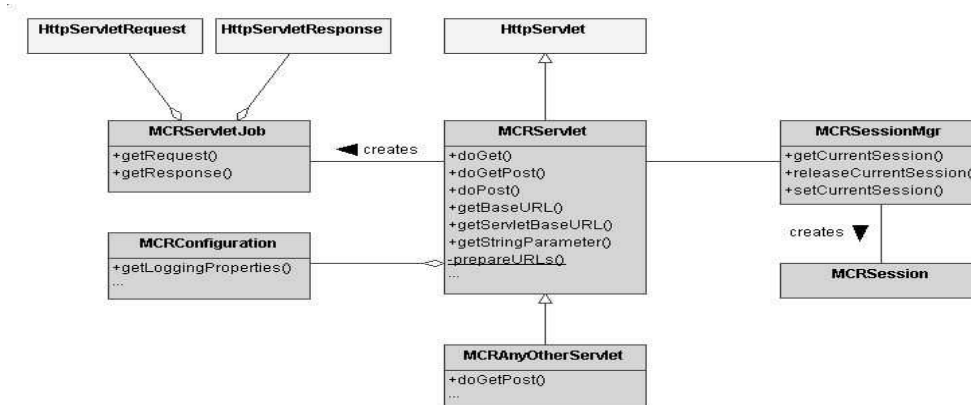 HttpServletRequest
HttpServletResponse
HttpServlet
MCRServletJob
+getRequest()
+getResponse()
creates
MCRServlet
+doGet()
+doGetPost()
+doPost()
+getBaseURL()
+getServletBaseURL()
+getStringParameter()
-prepareURLs()
...
MCRSessionMgr
+getCurrentSession()
+releaseCurrentSession()
+setCurrentSession()
creates
MCRConfiguration
+getLoggingProperties()
...
MCRSession
MCRAnyOtherServlet
+doGetPost()
...